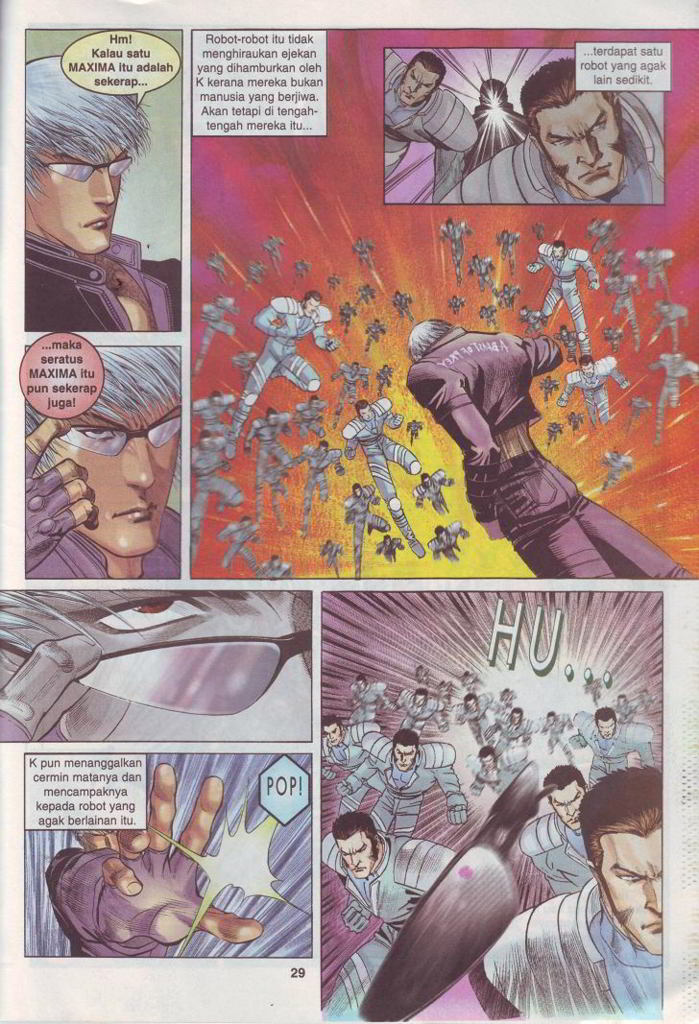 Hm!
Kalau satu
MAXIMA itu adalah
sekerap...
Robot-robot itu tidak
menghiraukan ejekan
yang dihamburkan oleh
K kerana mereka bukan
manusia yang berjiwa.
Akan tetapi di tengah-
tengah mereka itu...
...terdapat satu
robot yang agak
lain sedikit.
...maka
seratus
MAXIMA itu
pun sekerap
juga!
HU...
K pun menanggalkan
cermin matanya dan
mencampaknya
kepada robot yang
agak berlainan itu.
POP!
29